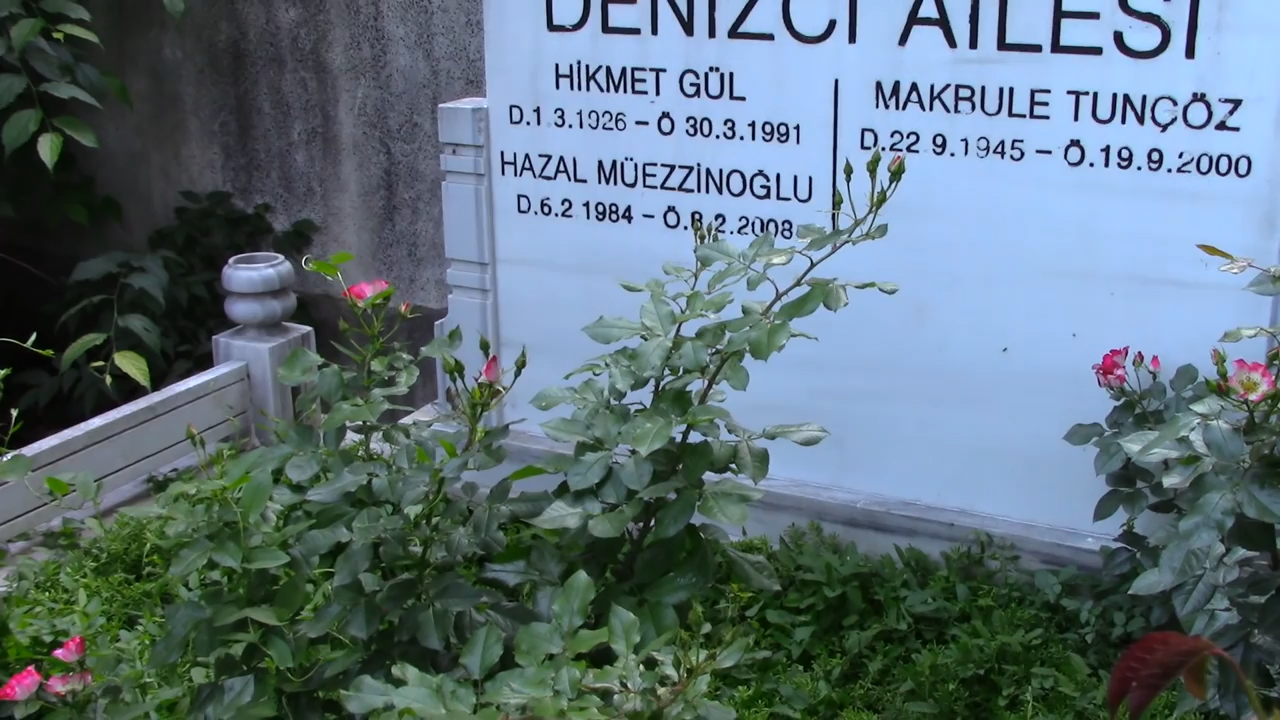 DENİZCİ AİLESİ
HİKMET GÜL
D.1 3.1926 – Ö 30.3.1991
HAZAL MÜEZZİNOĞLU
D.6.2 1984 – Ö.8.2.2008
MAKBULE TUNÇÖZ
D.22 9.1945 – Ö.19.9.2000